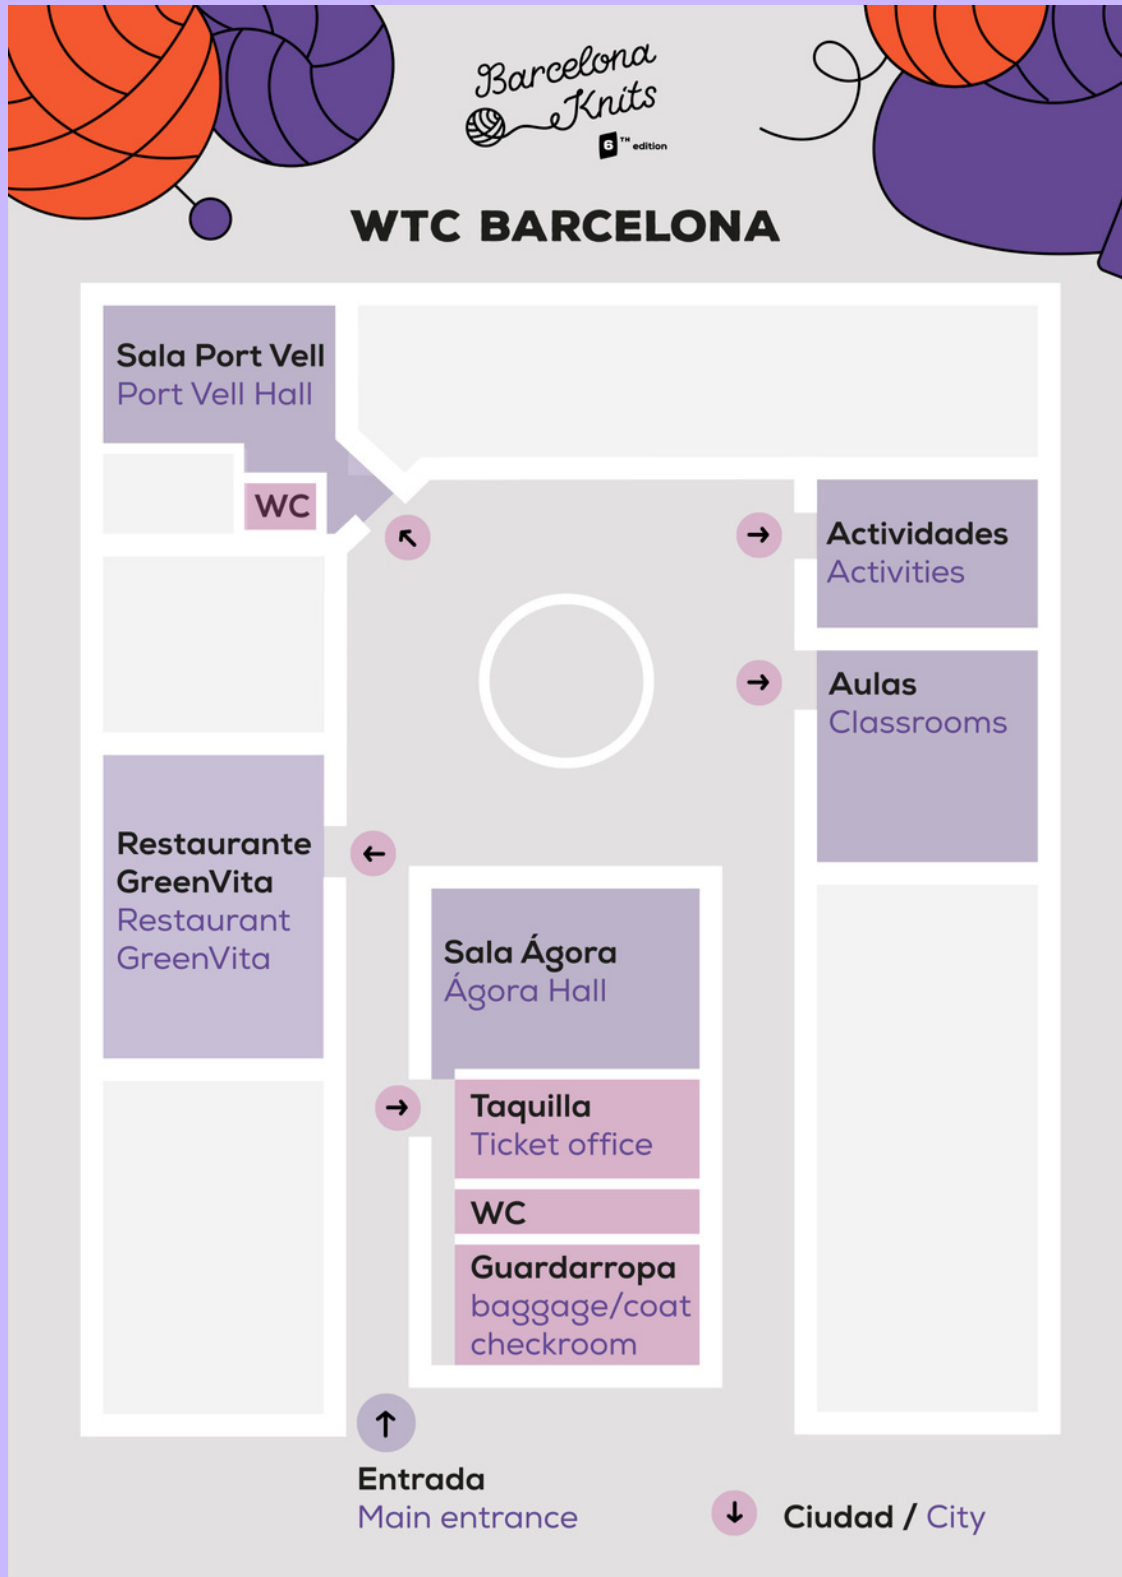 Barcelona
Knits
6TH edition
WTC BARCELONA
Sala Port Vell
Port Vell Hall
WC
Actividades
Activities
Aulas
Classrooms
Restaurante
GreenVita
Restaurant
GreenVita
Sala Ágora
Ágora Hall
Taquilla
Ticket office
WC
Guardarropa
baggage/coat
checkroom
Entrada
Main entrance
Ciudad / City